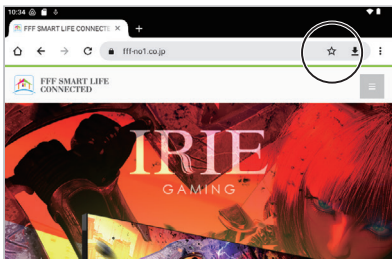 10:34
FFF SMART LIFE CONNECTE
fff-no1.co.jp
FFF SMART LIFE
CONNECTED
IRIE
GAMING